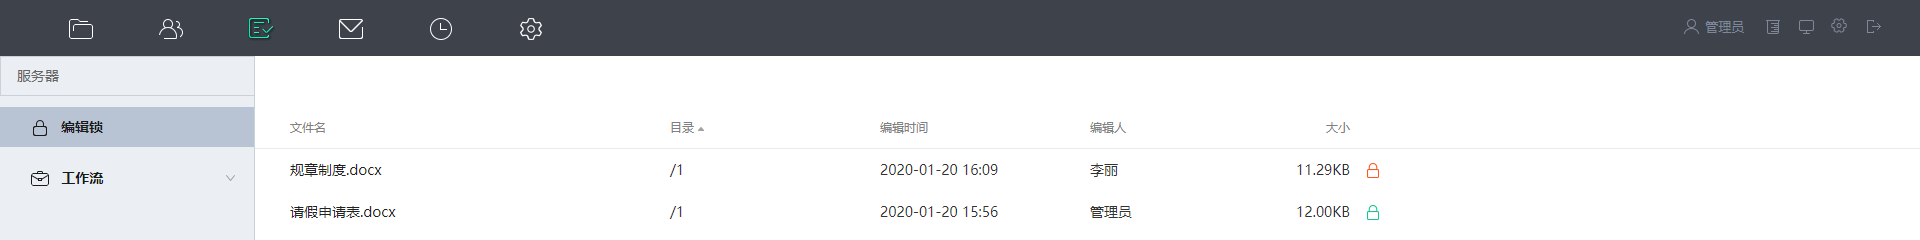 管理员
服务器
编辑锁
工作流
文件名 目录 编辑时间 编辑人 大小
规章制度.docx /1 2020-01-20 16:09 李丽 11.29KB
请假申请表.docx /1 2020-01-20 15:56 管理员 12.00KB